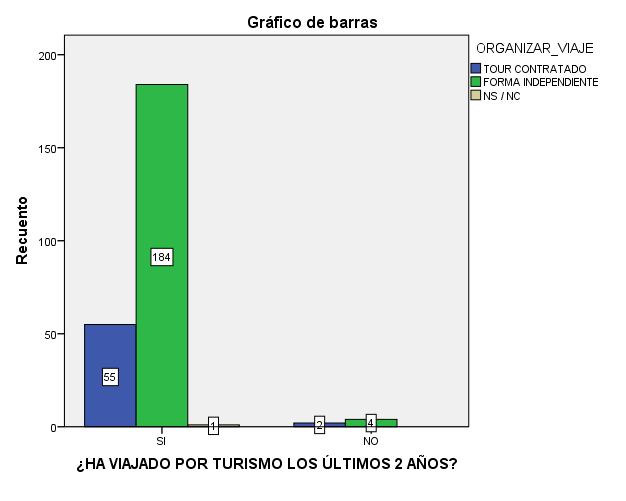 Gráfico de barras
ORGANIZAR_VIAJE
TOUR CONTRATADO
FORMA INDEPENDIENTE
NS / NC
Recuento
200
150
100
50
0
184
55
1
2
4
SI
NO
¿HA VIAJADO POR TURISMO LOS ÚLTIMOS 2 AÑOS?